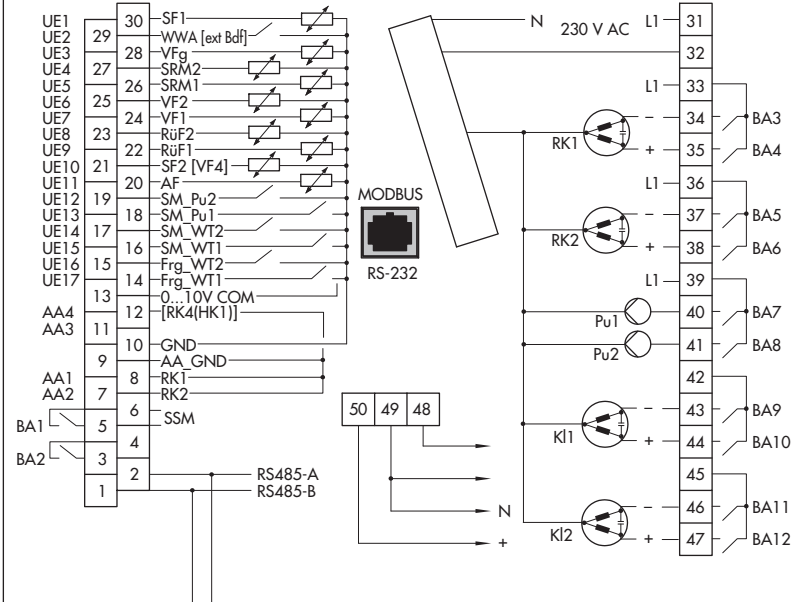 UE1 30 SF1
UE2 29 WWA [ext Bdf]
UE3 28 VFg
UE4 27 SRM2
UE5 26 SRM1
UE6 25 VF2
UE7 24 VF1
UE8 23 RüF2
UE9 22 RüF1
UE10 21 SF2 [VF4]
UE11 20 AF
UE12 19 SM_Pu2
UE13 18 SM_Pu1
UE14 17 SM_WT2
UE15 16 SM_WT1
UE16 15 Frg_WT2
UE17 14 Frg_WT1
13 0...10V COM
AA4 12 [RK4(HK1)]
AA3 11
10 GND
9 AA_GND
AA1 8 RK1
AA2 7 RK2
6 SSM
BA1 5
4
BA2 3
2 RS485-A
1 RS485-B
MODBUS
RS-232
50 49 48
N
+
N 230 V AC L1 31
32
L1 33
RK1 - 34 BA3
+ 35 BA4
L1 36
RK2 - 37 BA5
+ 38 BA6
L1 39
Pu1 40 BA7
Pu2 41 BA8
42
Kl1 - 43 BA9
+ 44 BA10
45
Kl2 - 46 BA11
+ 47 BA12